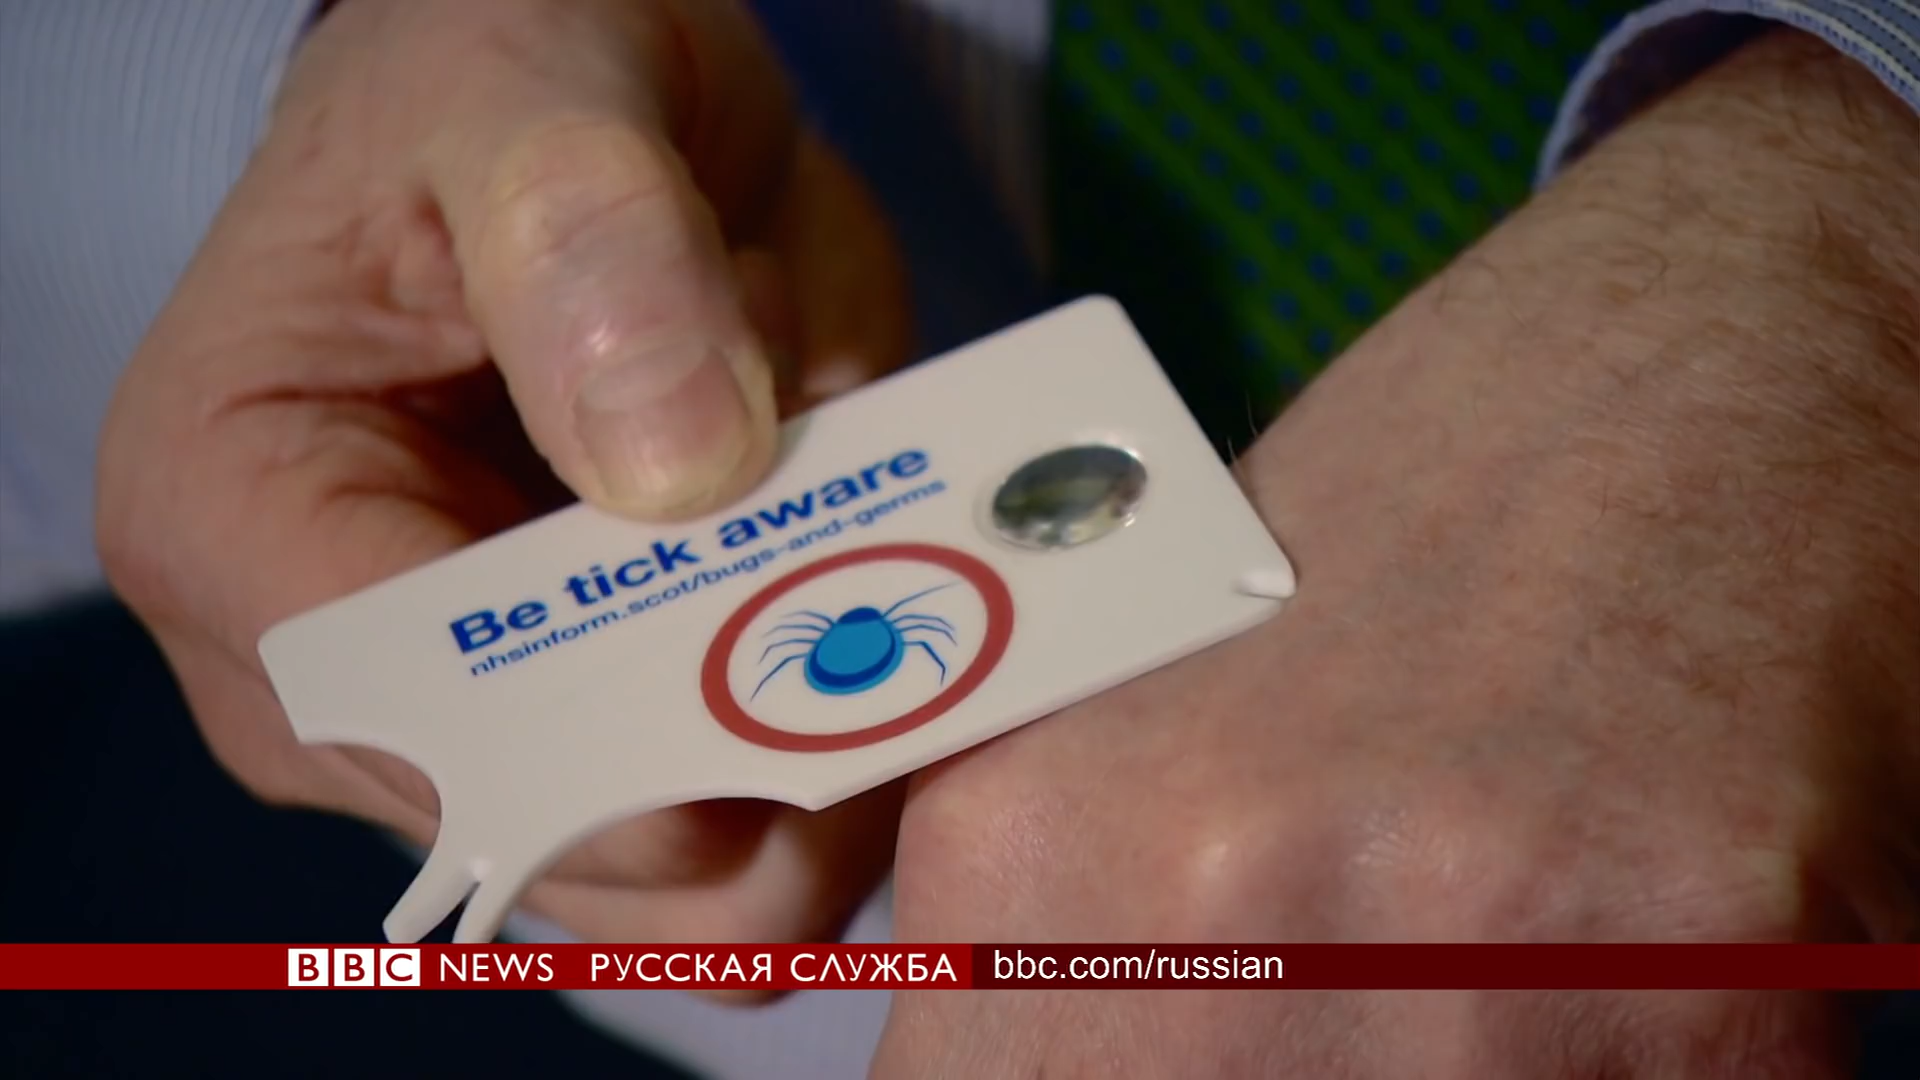 Be tick aware
nhsinform.scot/bugs-and-germs
BBC NEWS РУССКАЯ СЛУЖБА bbc.com/russian